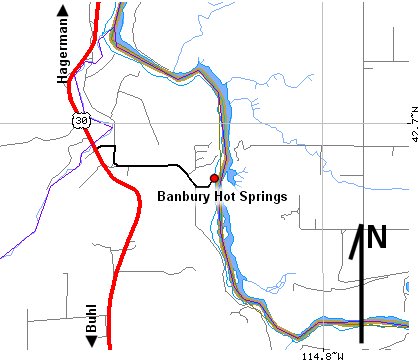 Hagerman
30
42.7°N
Banbury Hot Springs
N
Buhl
114.8°W